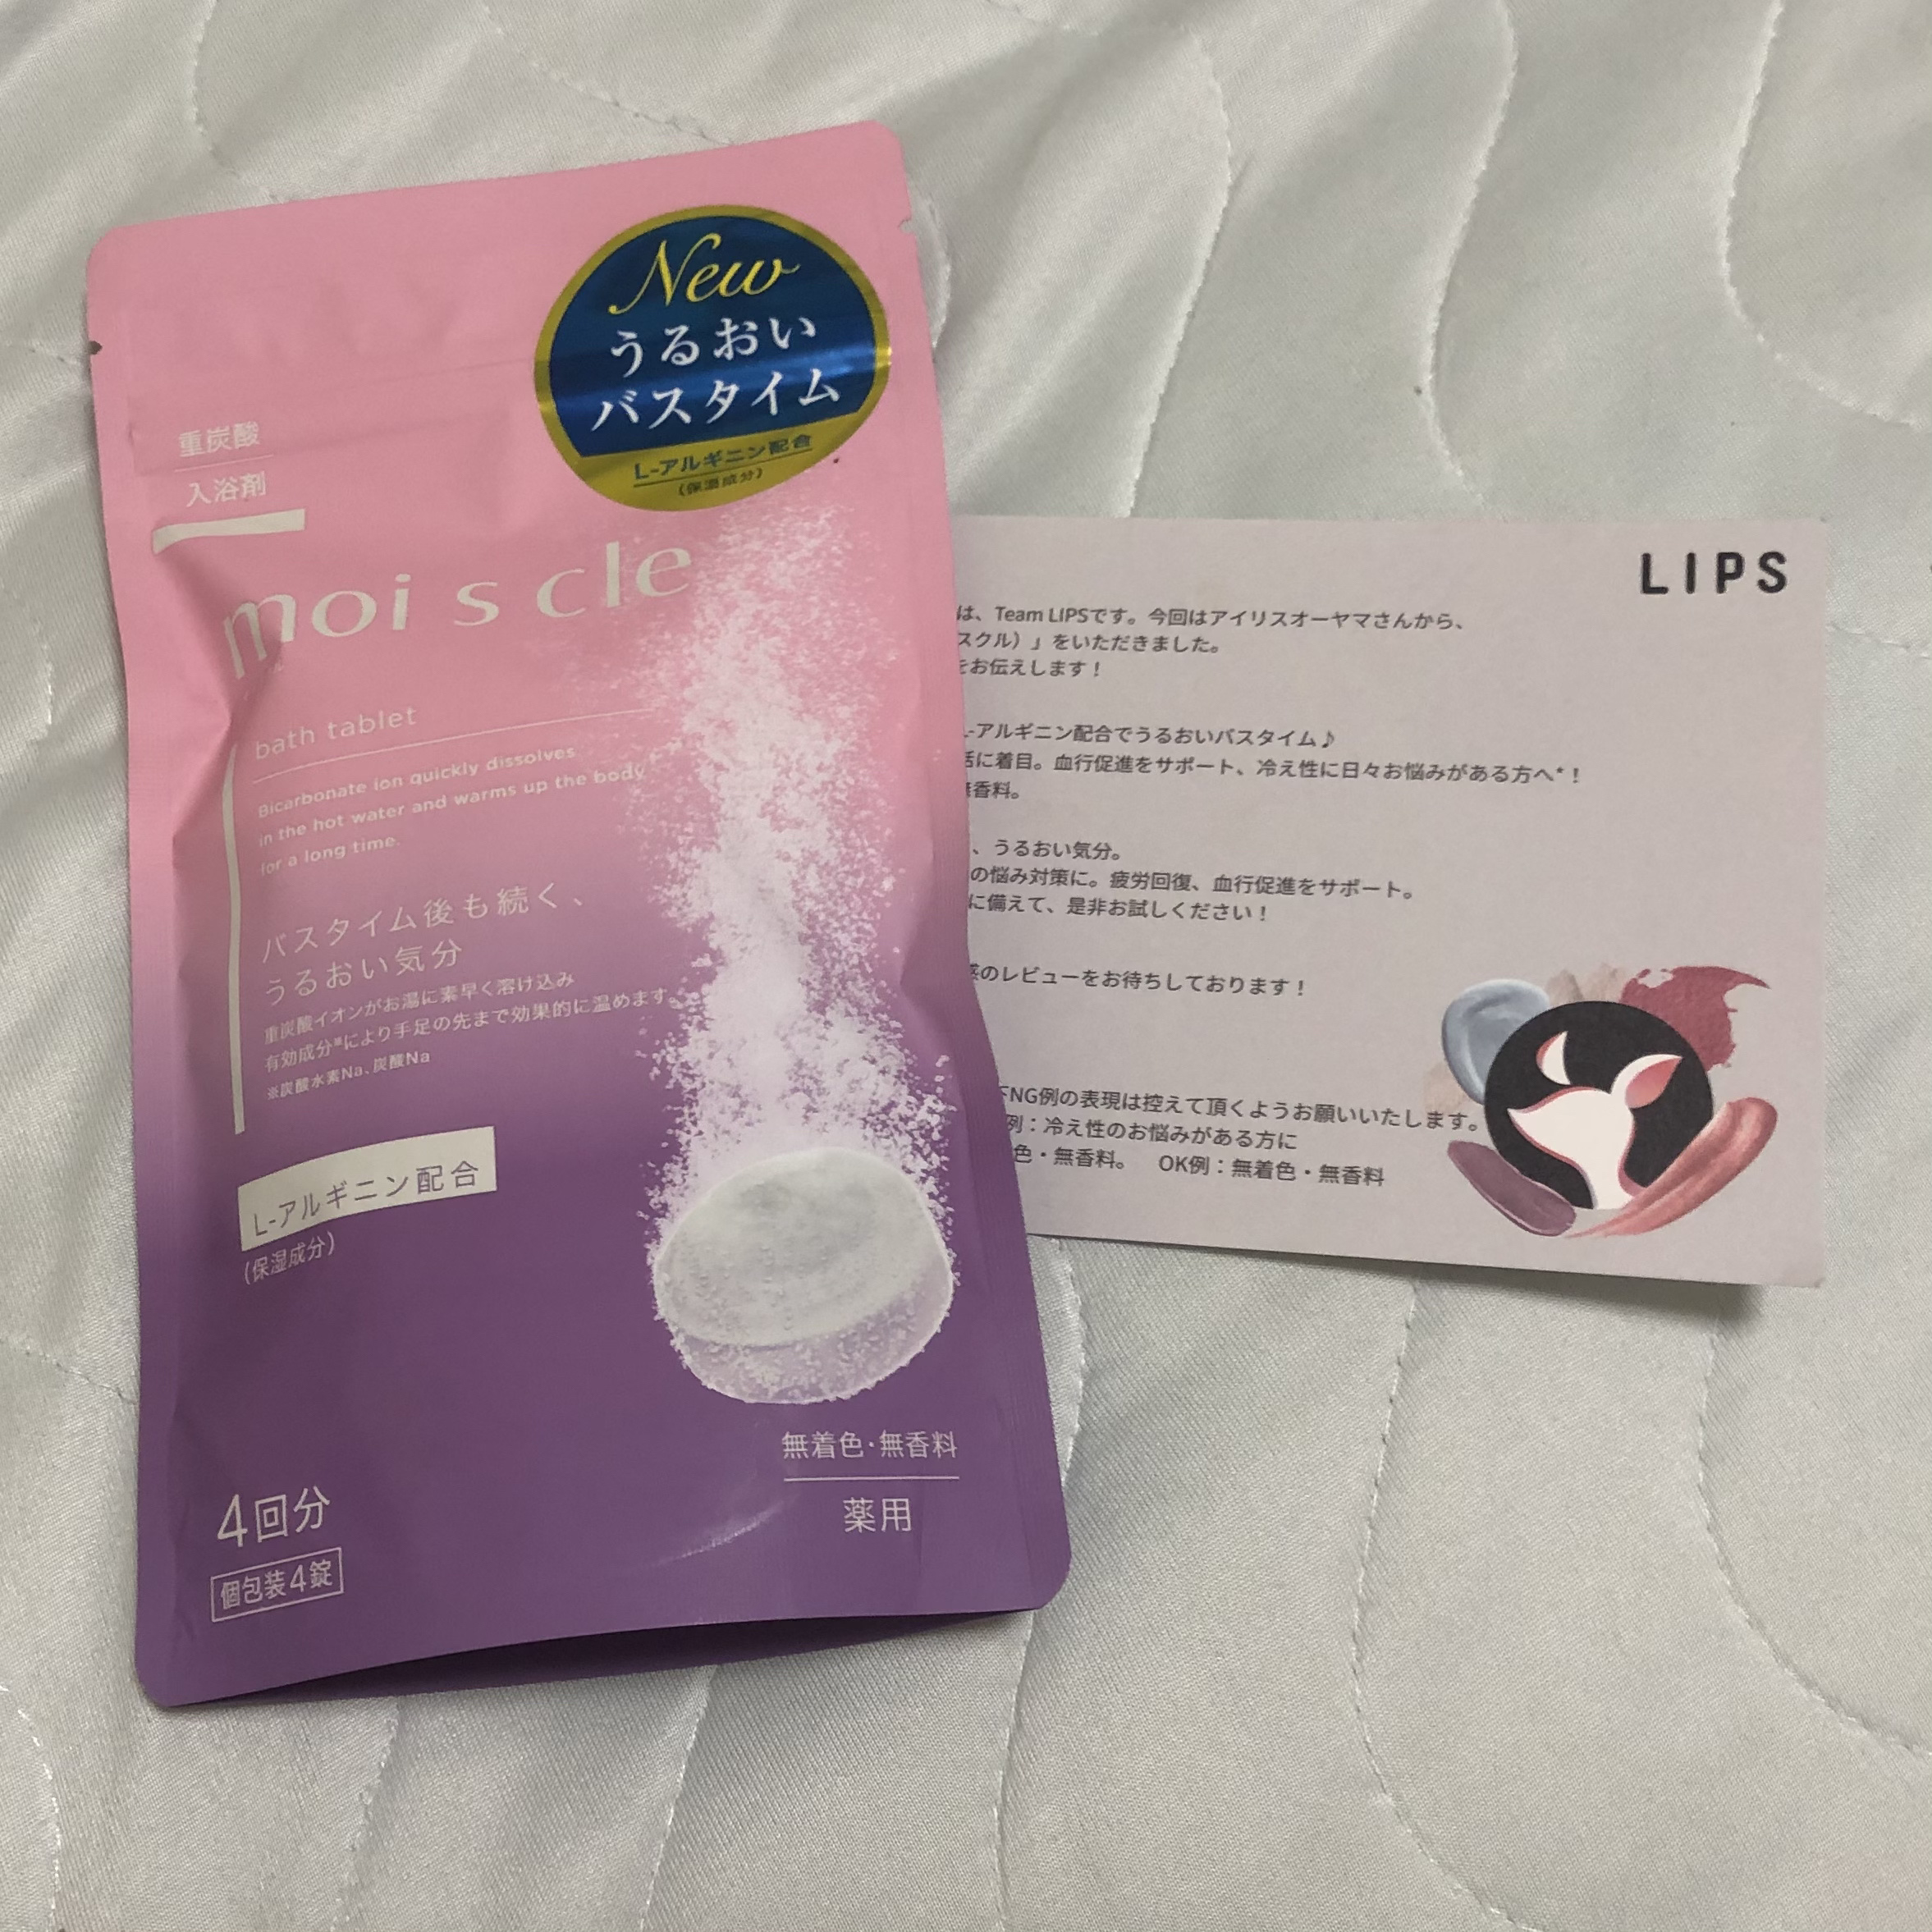 New
うるおい
バスタイム
L-アルギニン配合
(保湿成分)
重炭酸
入浴剤
moi s cle
bath tablet
Bicarbonate ion quickly dissolves
in the hot water and warms up the body
for a long time.
バスタイム後も続く、
うるおい気分
重炭酸イオンがお湯に素早く溶け込み
有効成分※により手足の先まで効果的に温めます。
※炭酸水素Na、炭酸Na
L-アルギニン配合
(保湿成分)
無着色・無香料
薬用
4回分
個包装4錠
LIPS
は、Team LIPSです。今回はアイリスオーヤマさんから、
スクル）」をいただきました。
をお伝えします！
L-アルギニン配合でうるおいバスタイム♪
に着目。血行促進をサポート、冷え性に日々お悩みがある方へ*！
無香料。
、うるおい気分。
の悩み対策に。疲労回復、血行促進をサポート。
に備えて、是非お試しください！
のレビューをお待ちしております！
下NG例の表現は控えて頂くようお願いいたします。
例：冷え性のお悩みがある方に
色・無香料。 OK例：無着色・無香料